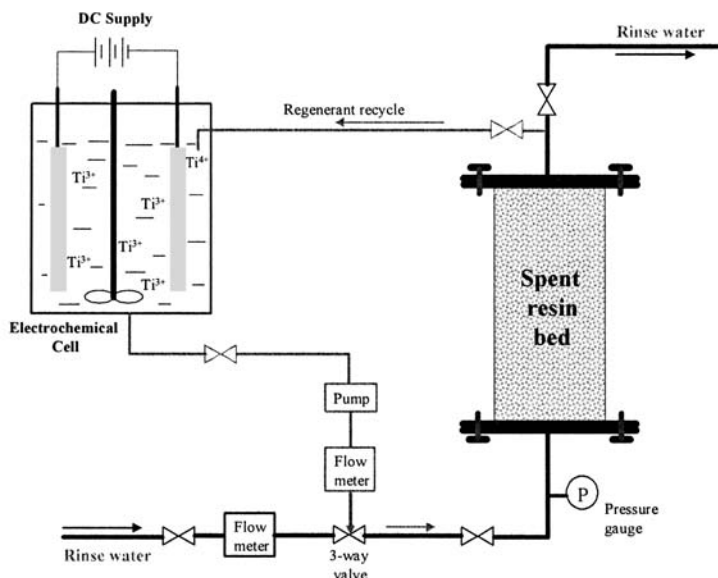 DC Supply
Rinse water
Regenerant recycle
Ti⁴⁺
Ti³⁺
Ti³⁺
Ti³⁺
Ti³⁺
Ti³⁺
Electrochemical
Cell
Spent
resin
bed
Pump
Flow
meter
P
Pressure
gauge
Flow
meter
Rinse water
3-way
valve